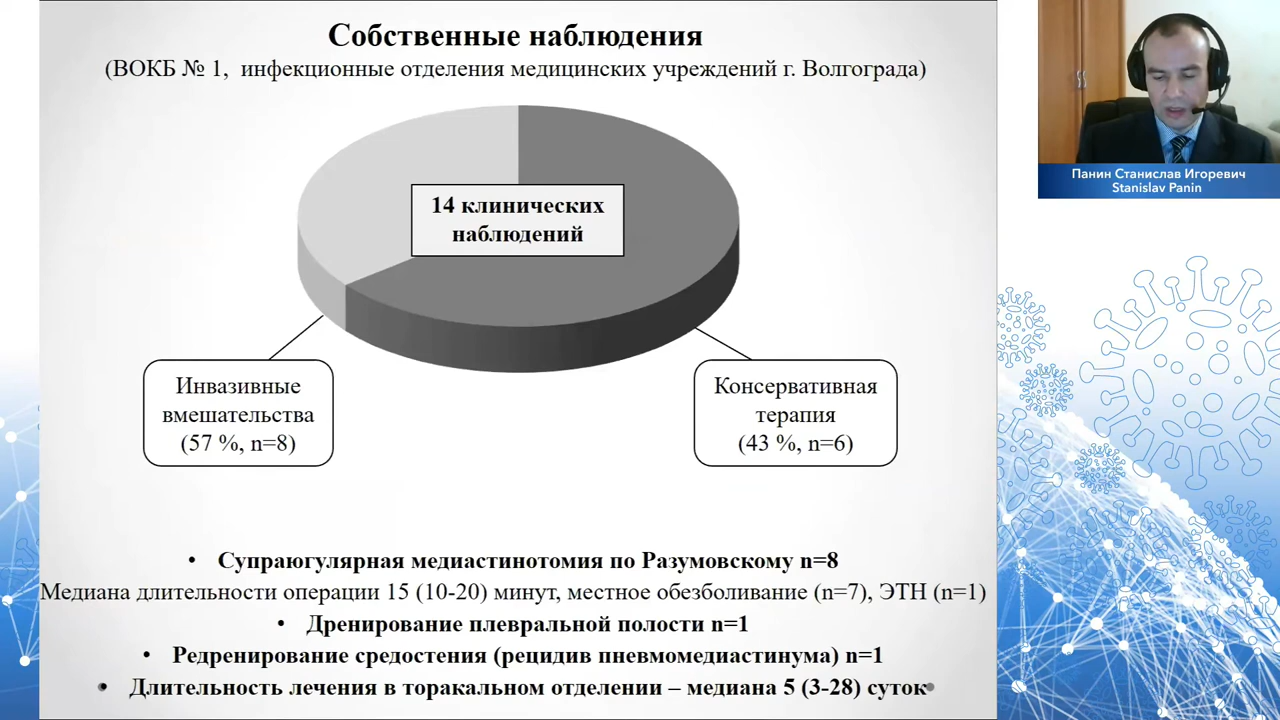 Собственные наблюдения
(ВОКБ № 1, инфекционные отделения медицинских учреждений г. Волгограда)
14 клинических
наблюдений
Инвазивные
вмешательства
(57 %, n=8)
Консервативная
терапия
(43 %, n=6)
• Супраюгулярная медиастинотомия по Разумовскому n=8
Медиана длительности операции 15 (10-20) минут, местное обезболивание (n=7), ЭТН (n=1)
• Дренирование плевральной полости n=1
• Редренирование средостения (рецидив пневмомедиастинума) n=1
• Длительность лечения в торакальном отделении – медиана 5 (3-28) суток
Панин Станислав Игоревич
Stanislav Panin